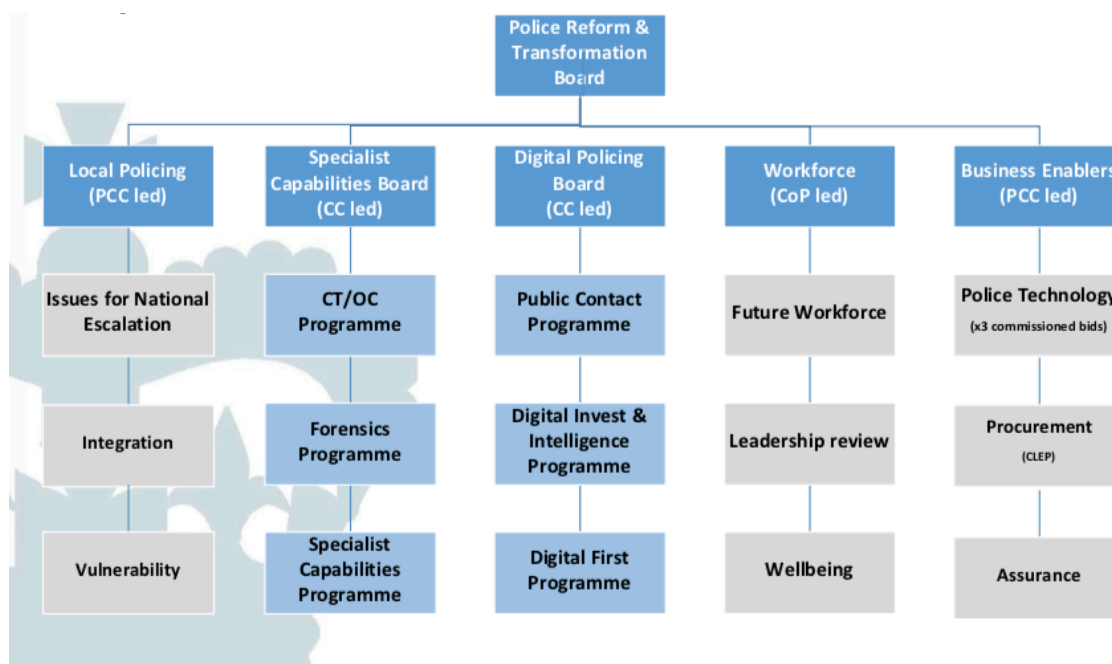 Police Reform &
Transformation
Board
Local Policing
(PCC led)
Specialist
Capabilities Board
(CC led)
Digital Policing
Board
(CC led)
Workforce
(CoP led)
Business Enablers
(PCC led)
Issues for National
Escalation
CT/OC
Programme
Public Contact
Programme
Future Workforce
Police Technology
(x3 commissioned bids)
Integration
Forensics
Programme
Digital Invest &
Intelligence
Programme
Leadership review
Procurement
(CLEP)
Vulnerability
Specialist
Capabilities
Programme
Digital First
Programme
Wellbeing
Assurance